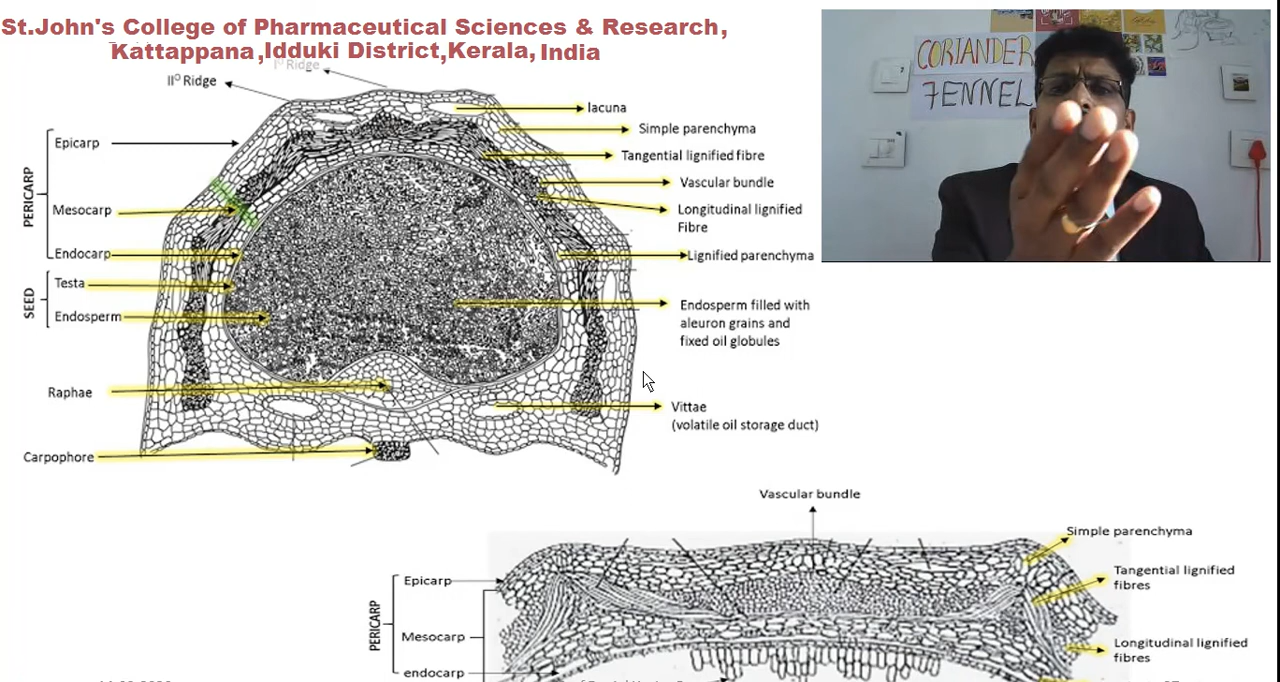 St.John's College of Pharmaceutical Sciences & Research,
Kattappana ,Idduki District,Kerala, India
I⁰ Ridge
II⁰ Ridge
Epicarp
PERICARP
Mesocarp
Endocarp
Testa
SEED
Endosperm
Raphae
Carpophore
lacuna
Simple parenchyma
Tangential lignified fibre
Vascular bundle
Longitudinal lignified
Fibre
Lignified parenchyma
Endosperm filled with
aleuron grains and
fixed oil globules
Vittae
(volatile oil storage duct)
CORIANDER
FENNEL
Vascular bundle
Simple parenchyma
Tangential lignified
fibres
Longitudinal lignified
fibres
Epicarp
PERICARP
Mesocarp
endocarp